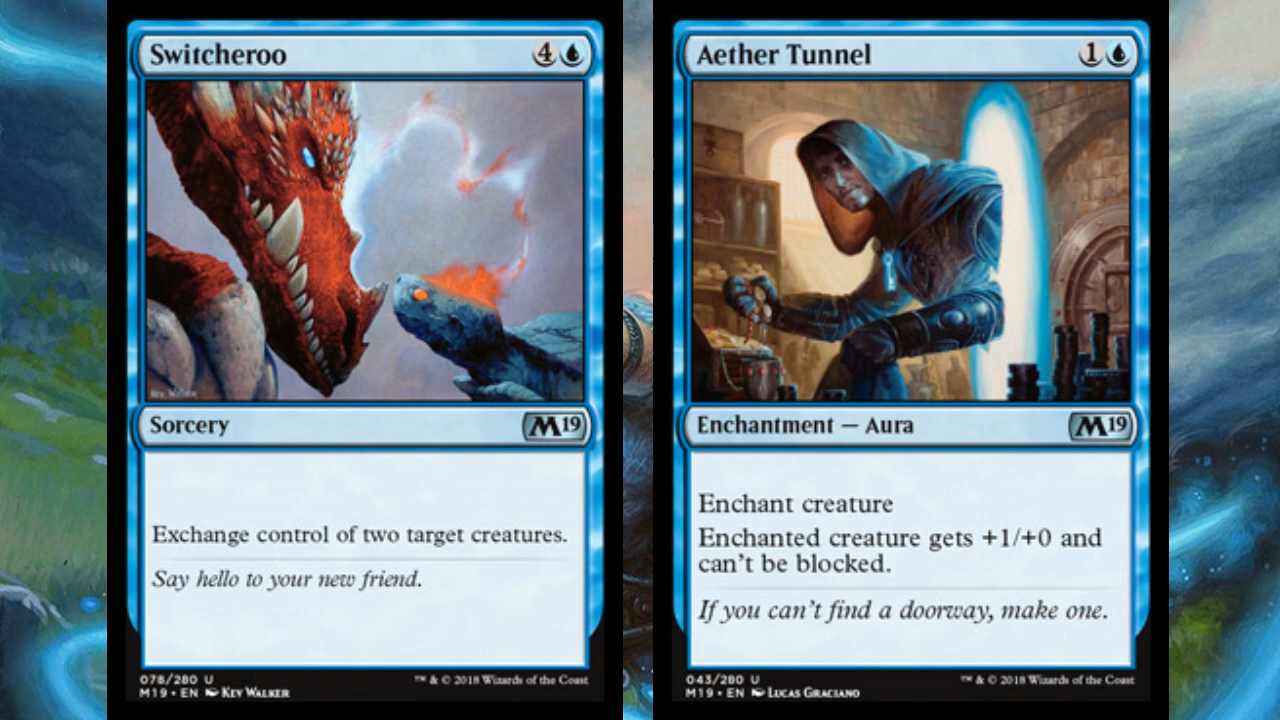 Switcheroo 4
Sorcery M19
Exchange control of two target creatures.
Say hello to your new friend.
078/280 U
M19 • EN Kev Walker
™ & © 2018 Wizards of the Coast
Aether Tunnel 1
Enchantment — Aura M19
Enchant creature
Enchanted creature gets +1/+0 and
can't be blocked.
If you can't find a doorway, make one.
043/280 U
M19 • EN Lucas Graciano
™ & © 2018 Wizards of the Coast